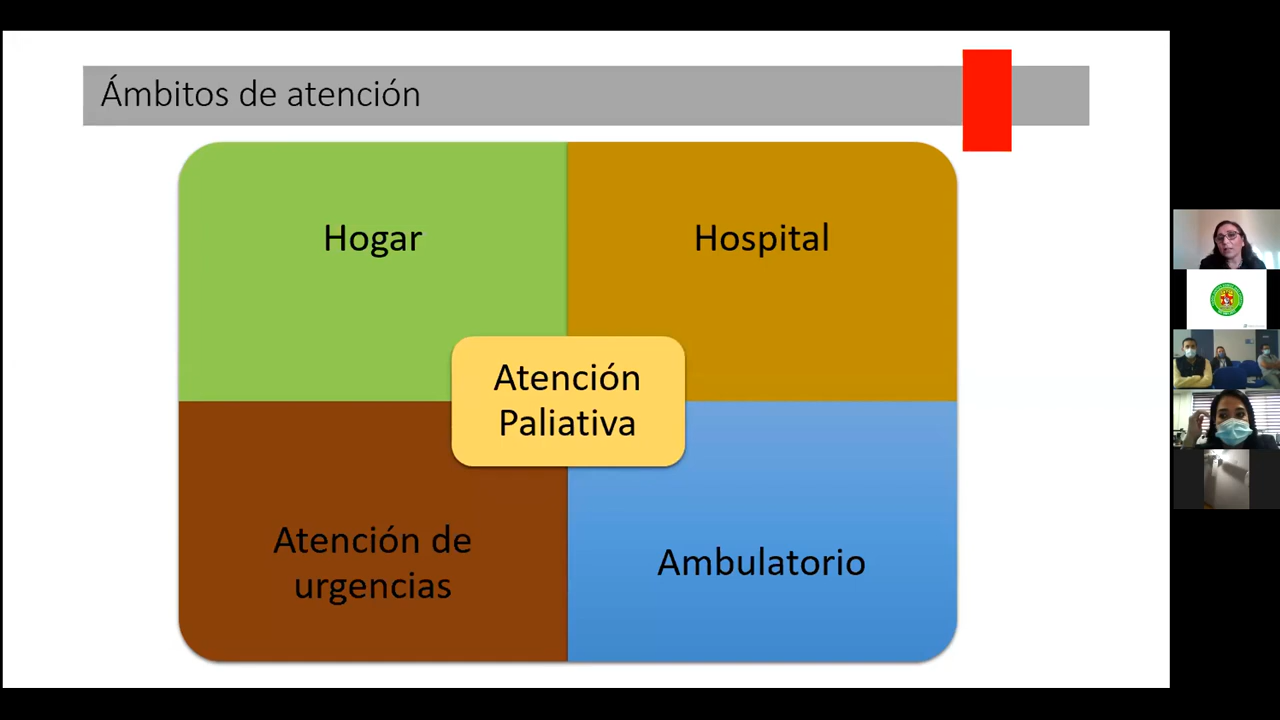 Ámbitos de atención
Hogar
Hospital
Atención
Paliativa
Atención de
urgencias
Ambulatorio